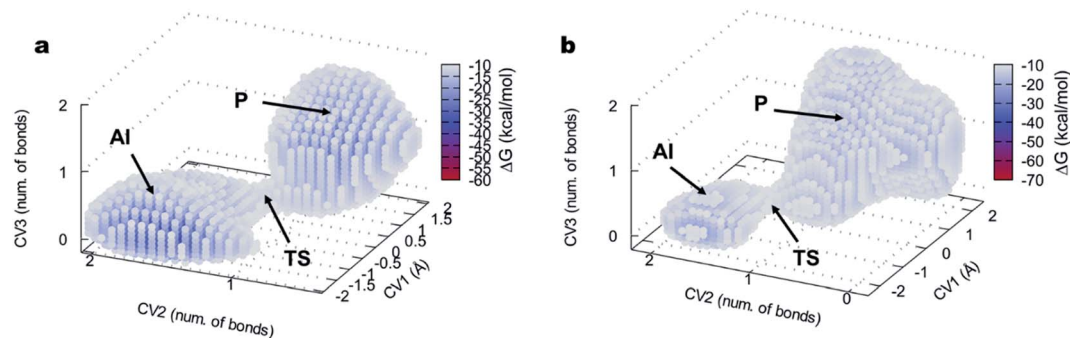 a
AI
P
TS
CV3 (num. of bonds)
2
1
0
CV2 (num. of bonds)
2
1
CV1 (Å)
-2
-1.5
-1
-0.5
0
0.5
1
1.5
2
ΔG (kcal/mol)
-10
-15
-20
-25
-30
-35
-40
-45
-50
-55
-60
b
AI
P
TS
CV3 (num. of bonds)
2
1
0
CV2 (num. of bonds)
2
1
0
CV1 (Å)
-2
-1
0
1
2
ΔG (kcal/mol)
-10
-20
-30
-40
-50
-60
-70